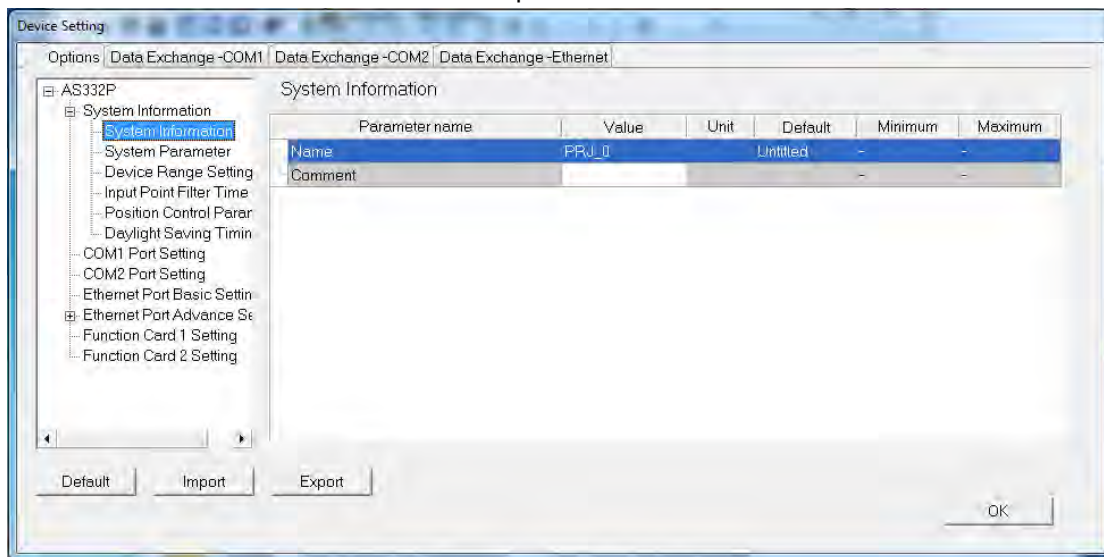 Device Setting
Options Data Exchange -COM1 Data Exchange -COM2 Data Exchange -Ethernet
AS332P
System Information
System Information
System Parameter
Device Range Setting
Input Point Filter Time
Position Control Parar
Daylight Saving Timin
COM1 Port Setting
COM2 Port Setting
Ethernet Port Basic Settin
Ethernet Port Advance Se
Function Card 1 Setting
Function Card 2 Setting
System Information
Parameter name Value Unit Default Minimum Maximum
Name PRJ_0 Untitled - -
Comment - -
Default Import Export
OK